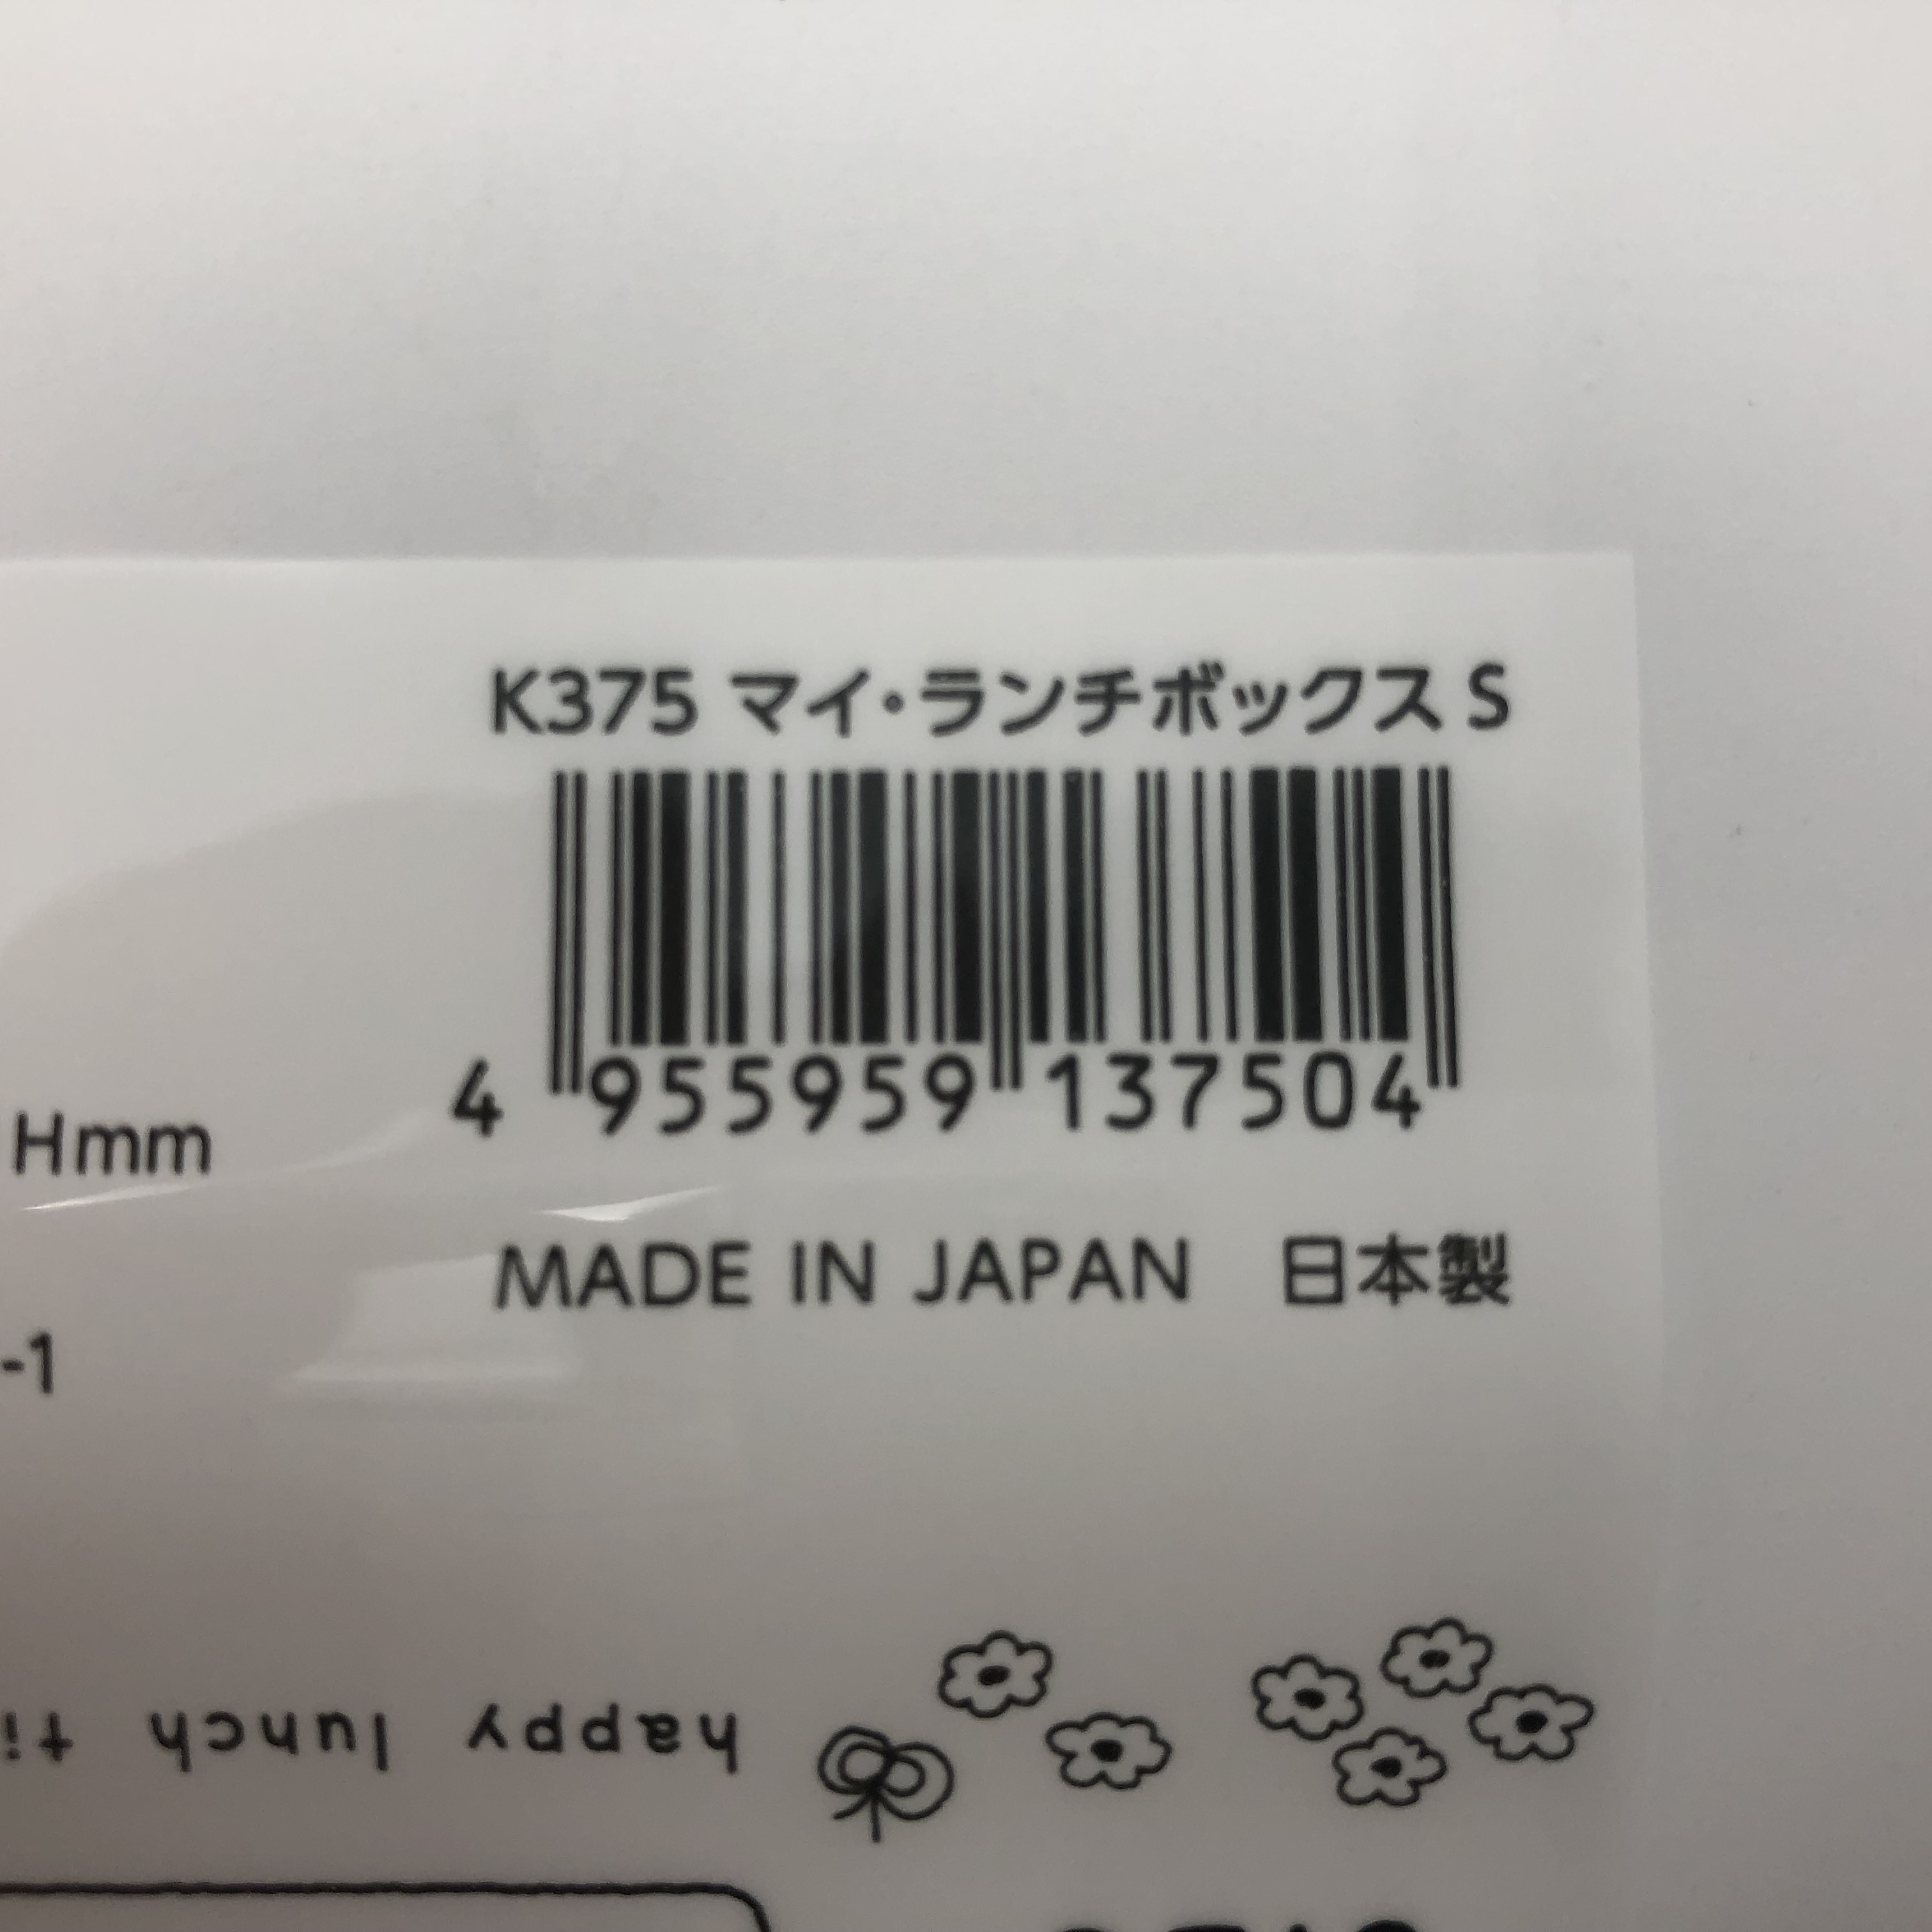 K375 マイ・ランチボックス S
4 955959 137504
Hmm
MADE IN JAPAN 日本製
-1
happy lunch ti